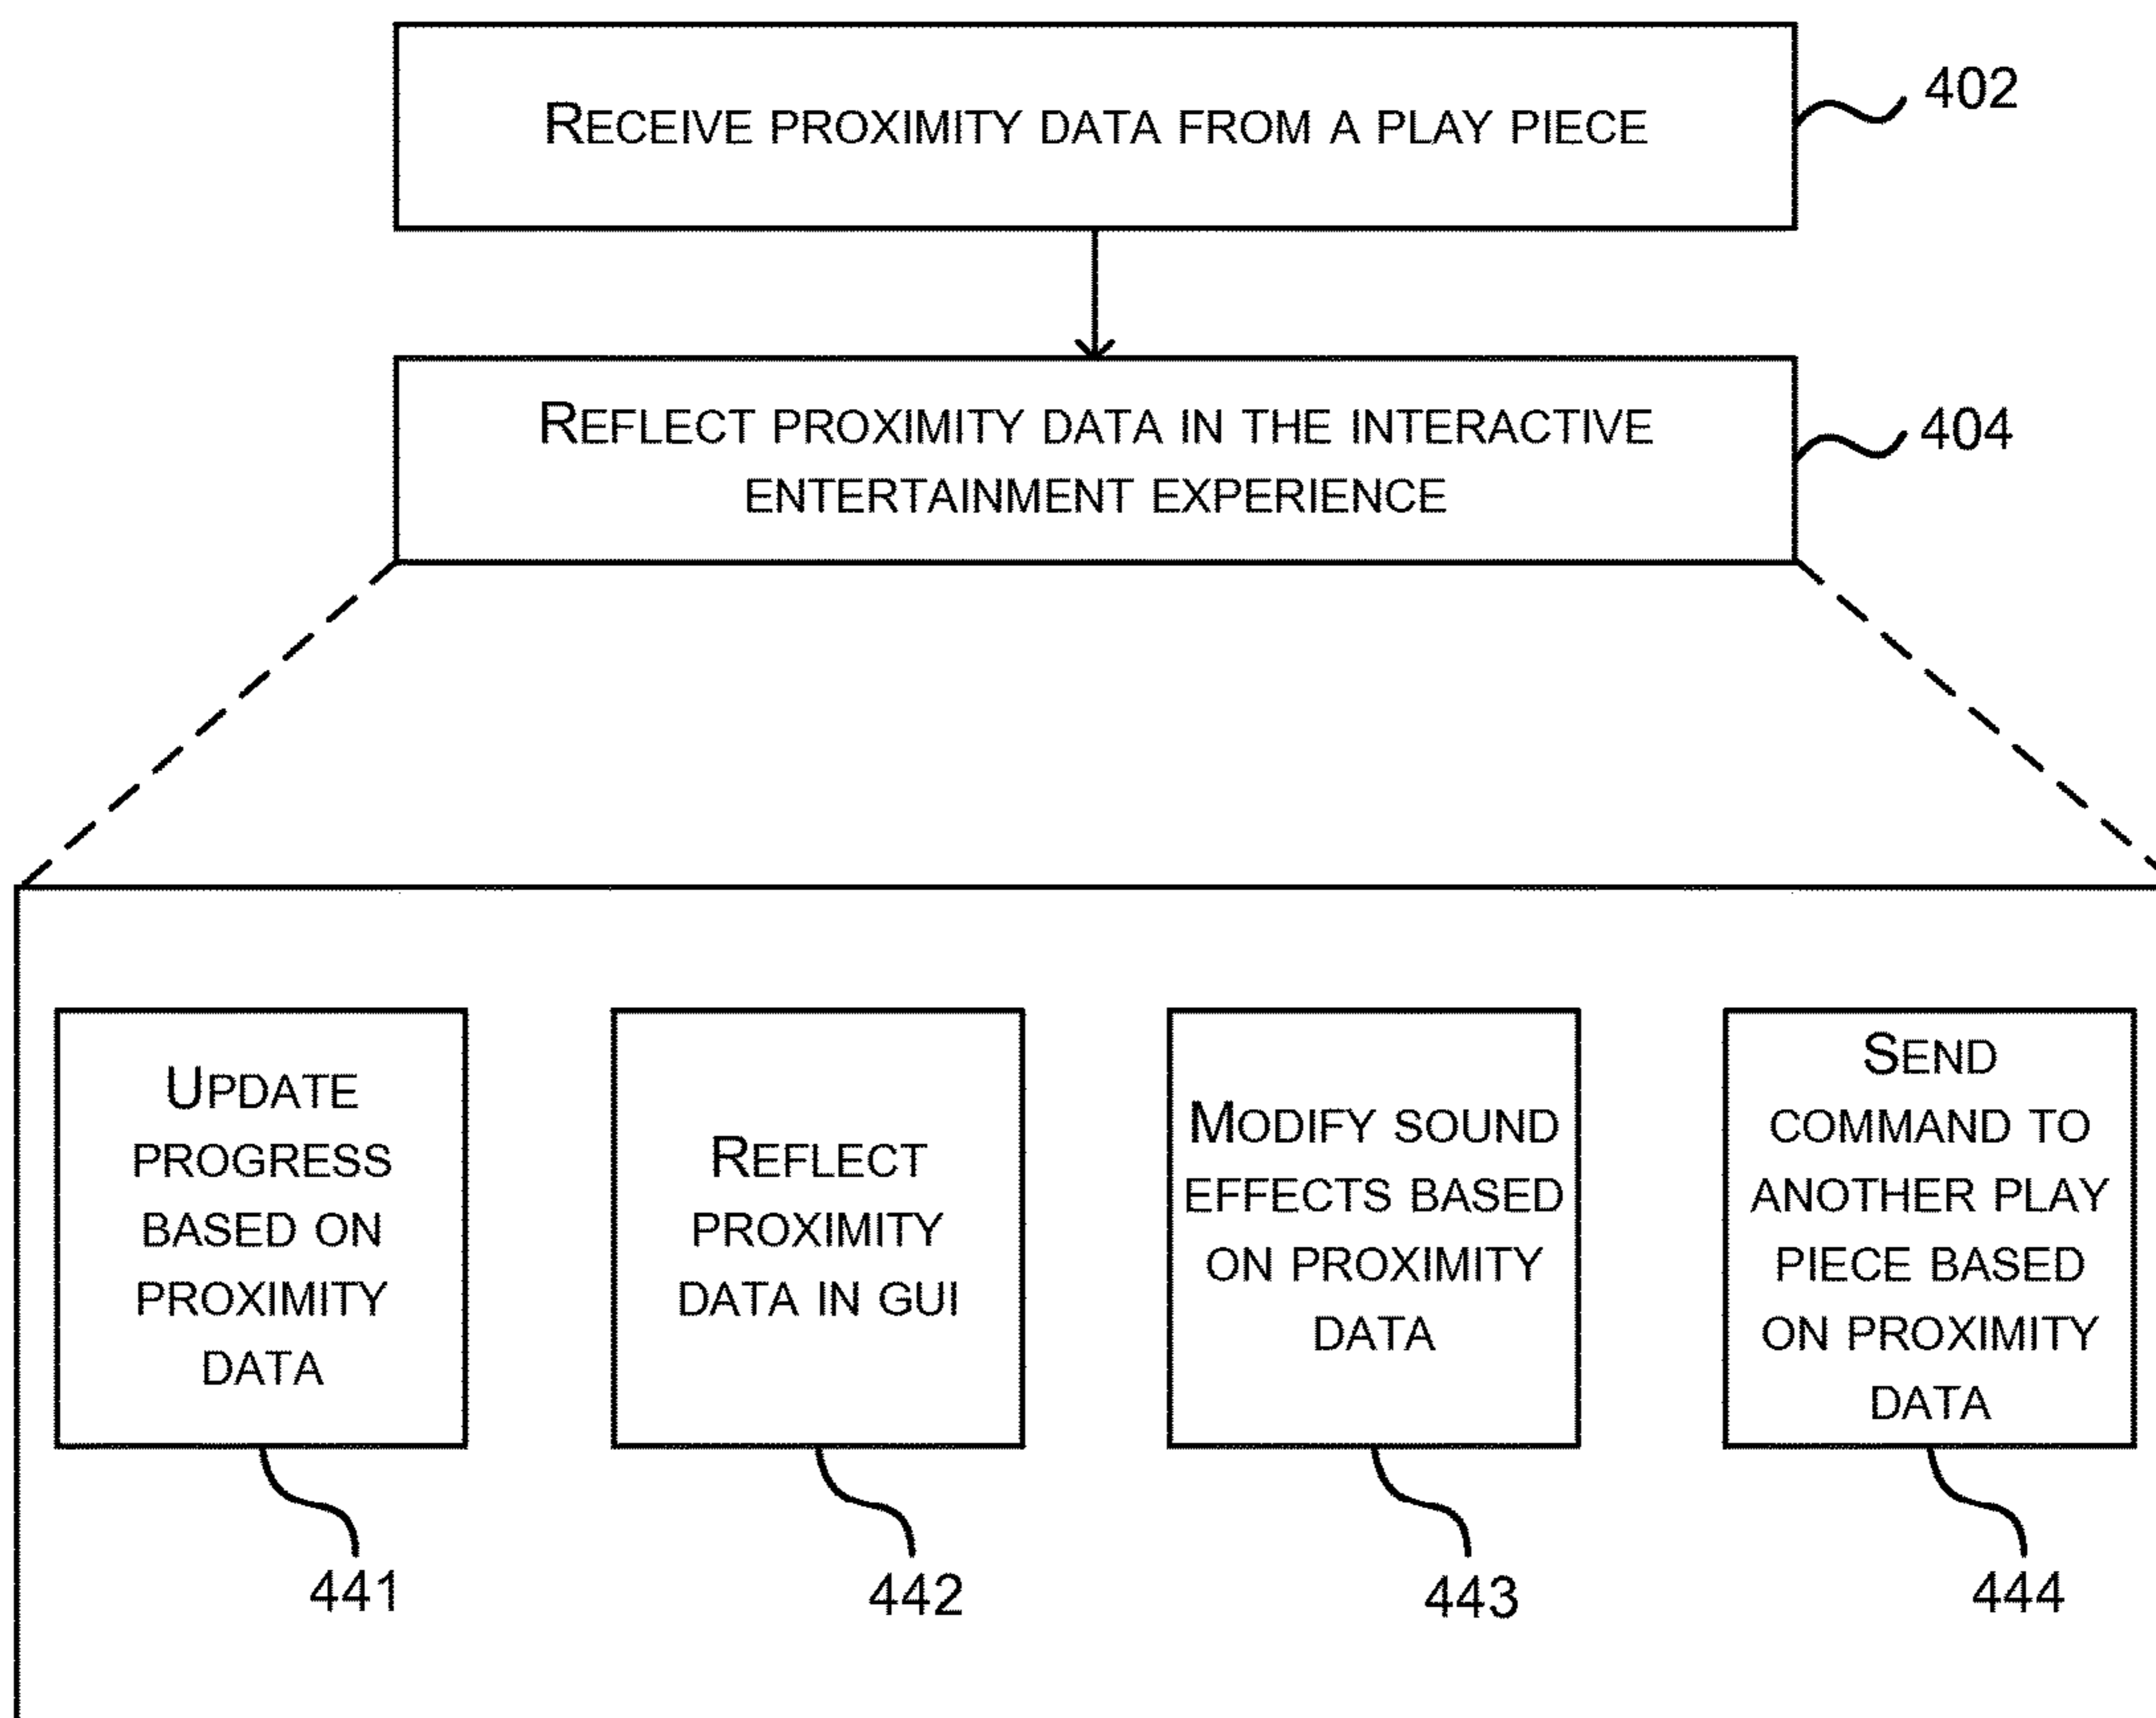 RECEIVE PROXIMITY DATA FROM A PLAY PIECE
402
REFLECT PROXIMITY DATA IN THE INTERACTIVE
ENTERTAINMENT EXPERIENCE
404
UPDATE
PROGRESS
BASED ON
PROXIMITY
DATA
441
REFLECT
PROXIMITY
DATA IN GUI
442
MODIFY SOUND
EFFECTS BASED
ON PROXIMITY
DATA
443
SEND
COMMAND TO
ANOTHER PLAY
PIECE BASED
ON PROXIMITY
DATA
444